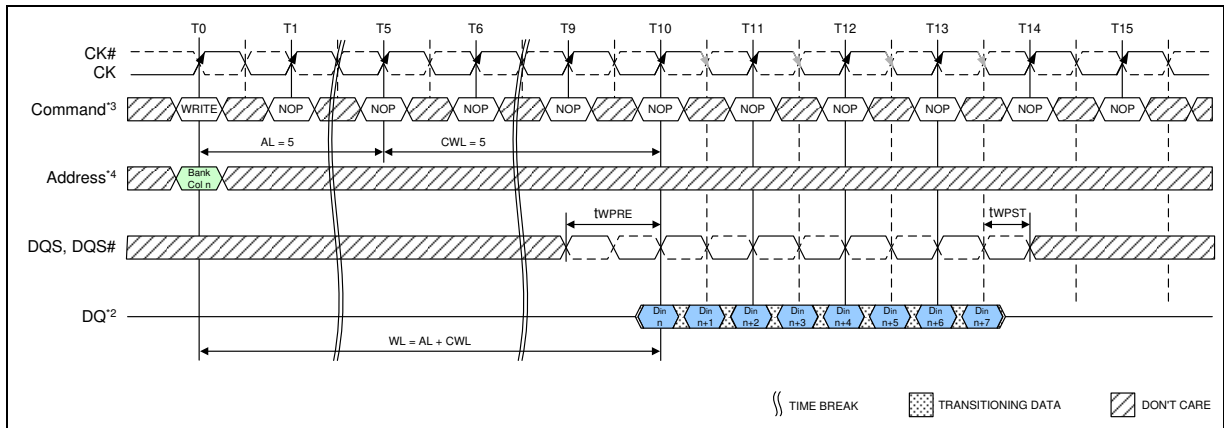 T0 T1 T5 T6 T9 T10 T11 T12 T13 T14 T15
CK#
CK
Command*3 WRITE NOP NOP NOP NOP NOP NOP NOP NOP NOP NOP
AL = 5 CWL = 5
Address*4 Bank
Col n
tWPRE tWPST
DQS, DQS#
DQ*2 Din
n Din
n+1 Din
n+2 Din
n+3 Din
n+4 Din
n+5 Din
n+6 Din
n+7
WL = AL + CWL
TIME BREAK TRANSITIONING DATA DON'T CARE